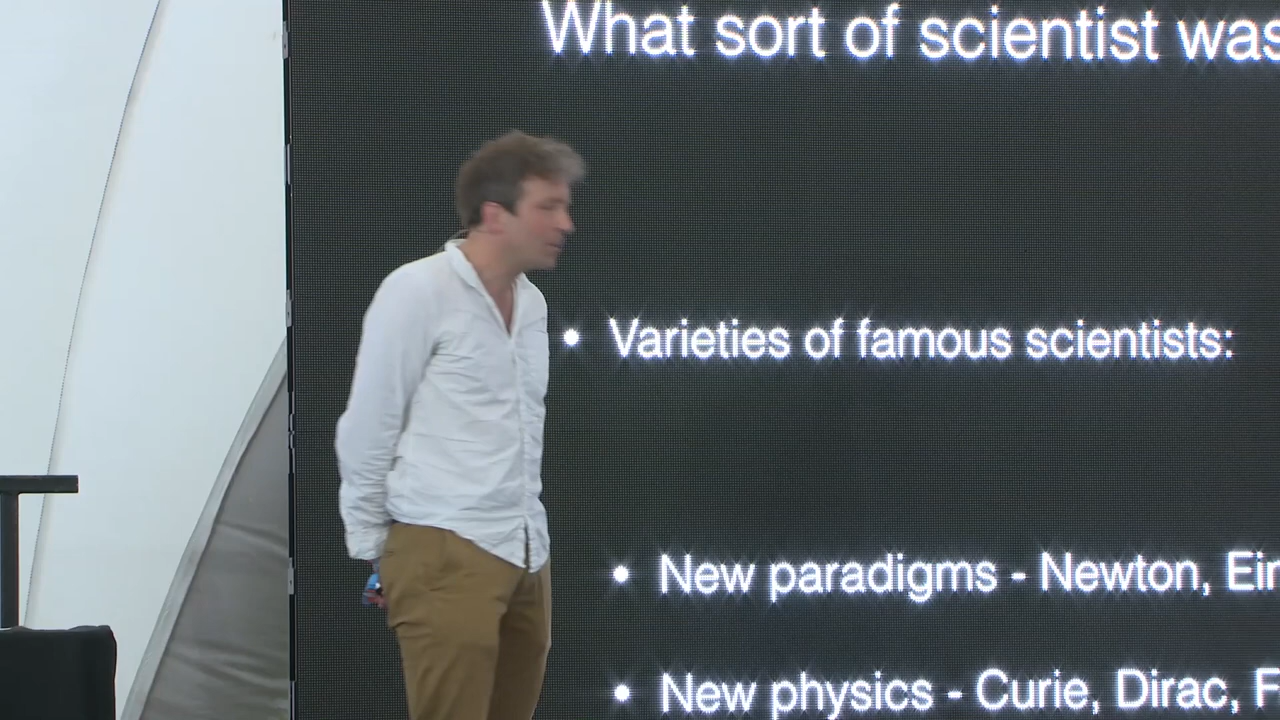 What sort of scientist was
• Varieties of famous scientists:
• New paradigms - Newton, Ein
• New physics - Curie, Dirac, F